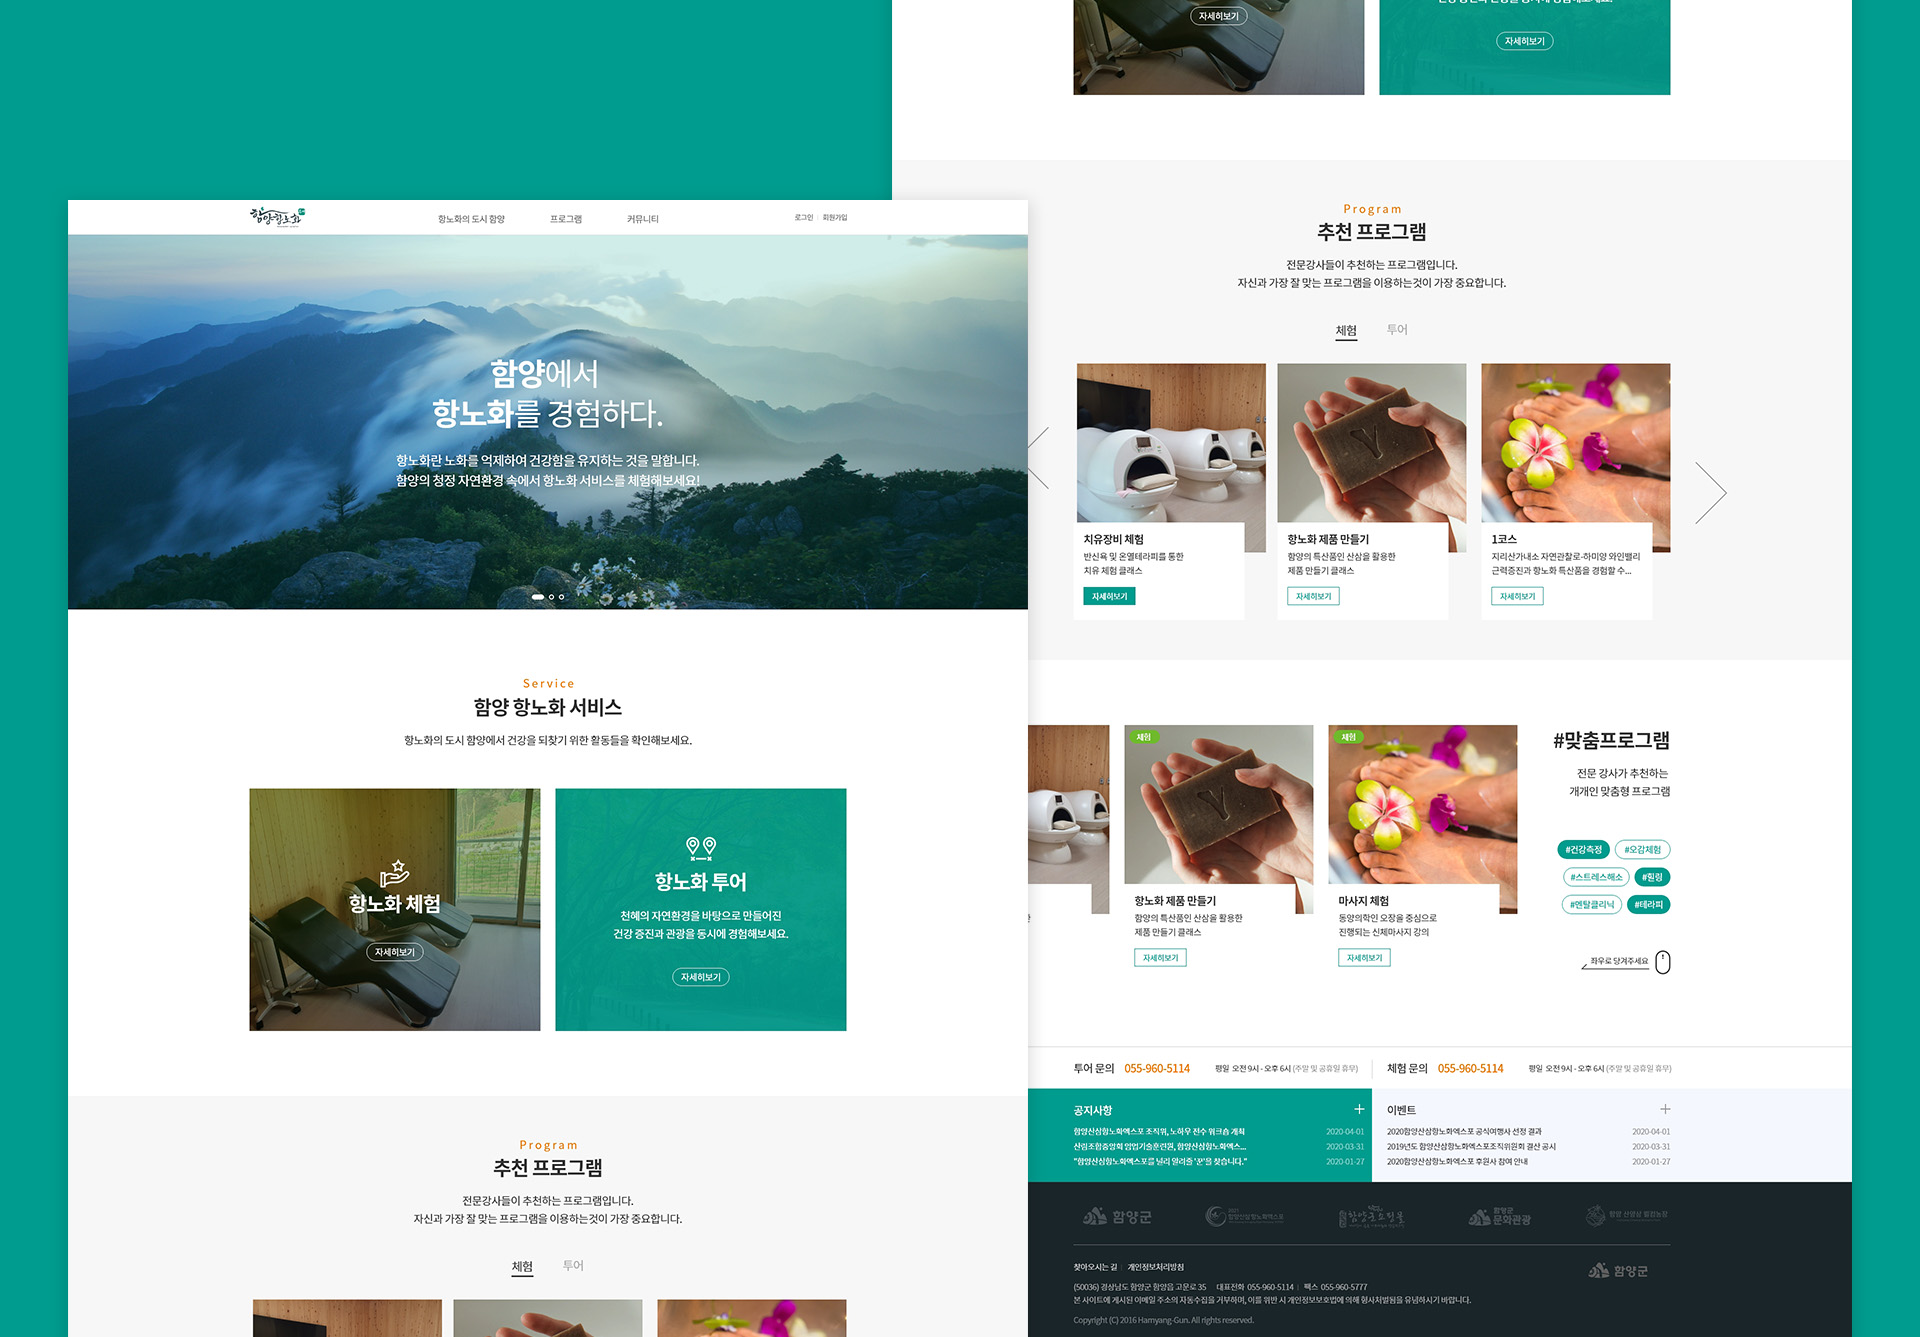 함양항노화
항노화의 도시 함양
프로그램
커뮤니티
로그인
회원가입
함양에서
항노화를 경험하다.
항노화란 노화를 억제하여 건강함을 유지하는 것을 말합니다.
함양의 청정 자연환경 속에서 항노화 서비스를 체험해보세요!
Service
함양 항노화 서비스
항노화의 도시 함양에서 건강을 되찾기 위한 활동들을 확인해보세요.
항노화 체험
자세히보기
항노화 투어
천혜의 자연환경을 바탕으로 만들어진
건강 증진과 관광을 동시에 경험해보세요.
자세히보기
Program
추천 프로그램
전문강사들이 추천하는 프로그램입니다.
자신과 가장 잘 맞는 프로그램을 이용하는것이 가장 중요합니다.
체험
투어
자세히보기
자세히보기
Program
추천 프로그램
전문강사들이 추천하는 프로그램입니다.
자신과 가장 잘 맞는 프로그램을 이용하는것이 가장 중요합니다.
체험
투어
치유장비 체험
반신욕 및 온열테라피를 통한
치유 체험 클래스
자세히보기
항노화 제품 만들기
함양의 특산품인 산삼을 활용한
제품 만들기 클래스
자세히보기
1코스
지리산가내소 자연관찰로-하미앙 와인밸리
근력증진과 항노화 특산품을 경험할 수...
자세히보기
체험
항노화 제품 만들기
함양의 특산품인 산삼을 활용한
제품 만들기 클래스
자세히보기
체험
마사지 체험
동양의학인 오장을 중심으로
진행되는 신체마사지 강의
자세히보기
#맞춤프로그램
전문 강사가 추천하는
개개인 맞춤형 프로그램
#건강측정
#오감체험
#스트레스해소
#힐링
#멘탈클리닉
#테라피
좌우로 당겨주세요
투어 문의 055-960-5114 평일 오전 9시 - 오후 6시 (주말 및 공휴일 휴무)
체험 문의 055-960-5114 평일 오전 9시 - 오후 6시 (주말 및 공휴일 휴무)
공지사항
함양산삼항노화엑스포 조직위, 노하우 전수 워크숍 개최 2020-04-01
산림조합중앙회 임업기술훈련원, 함양산삼항노화엑스... 2020-03-31
"함양산삼항노화엑스포를 널리 알려줄 '꾼'을 찾습니다." 2020-01-27
이벤트
2020함양산삼항노화엑스포 공식여행사 선정 결과 2020-04-01
2019년도 함양산삼항노화엑스포조직위원회 결산 공시 2020-03-31
2020함양산삼항노화엑스포 후원사 참여 안내 2020-01-27
함양군
2021
함양산삼항노화엑스포
함양군쇼핑몰
함양군
문화관광
찾아오시는 길
개인정보처리방침
함양군
(50036) 경상남도 함양군 함양읍 고운로 35 대표전화 055-960-5114 | 팩스 055-960-5777
본 사이트에 게시된 이메일 주소의 자동수집을 거부하며, 이를 위반 시 개인정보보호법에 의해 형사처벌됨을 유념하시기 바랍니다.
Copyright (C) 2016 Hamyang-Gun. All rights reserved.